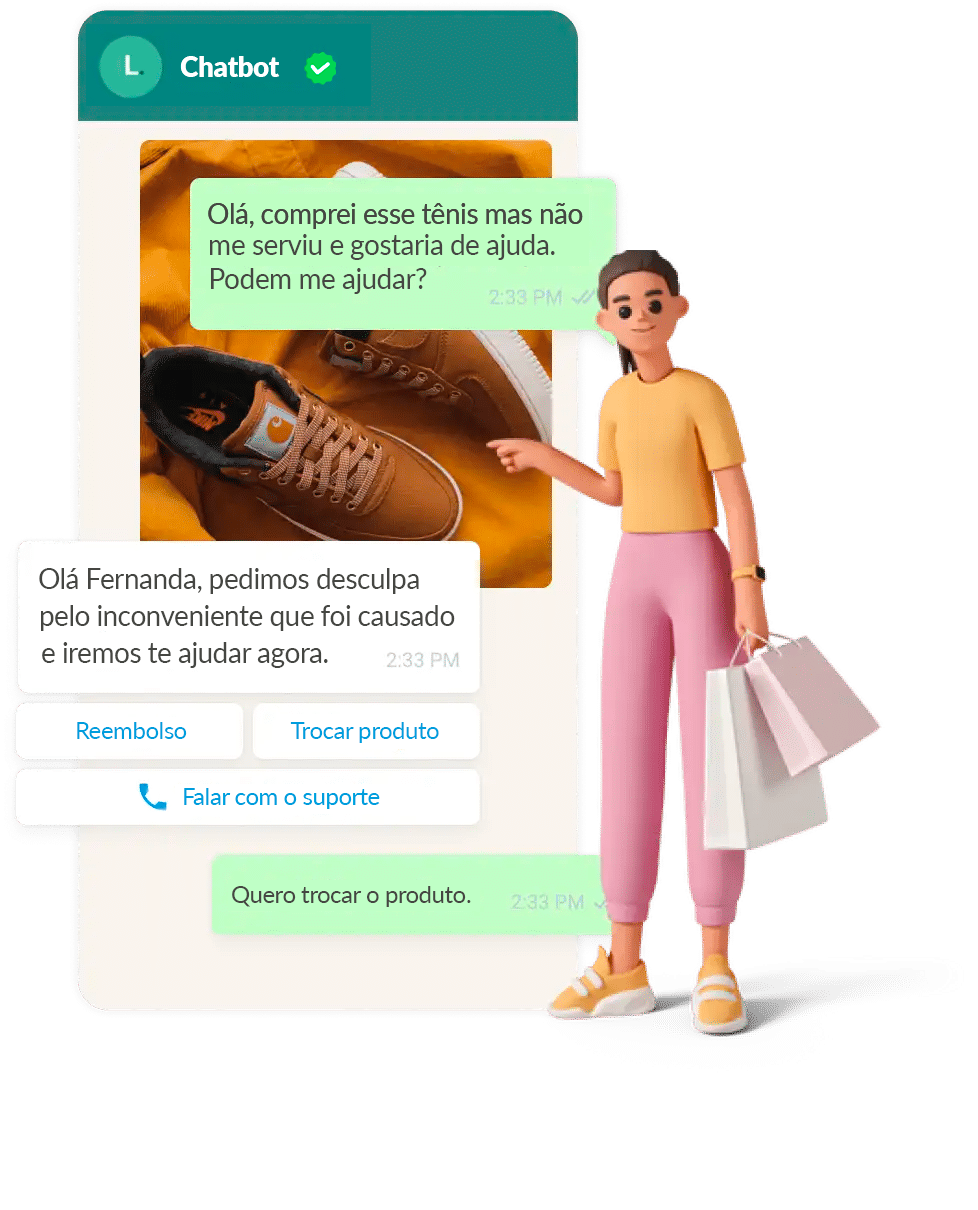 L.
Chatbot
Olá, comprei esse tênis mas não
me serviu e gostaria de ajuda.
Podem me ajudar?
2:33 PM
NIKE
Olá Fernanda, pedimos desculpa
pelo inconveniente que foi causado
e iremos te ajudar agora.
2:33 PM
Reembolso
Trocar produto
Falar com o suporte
Quero trocar o produto.
2:33 PM